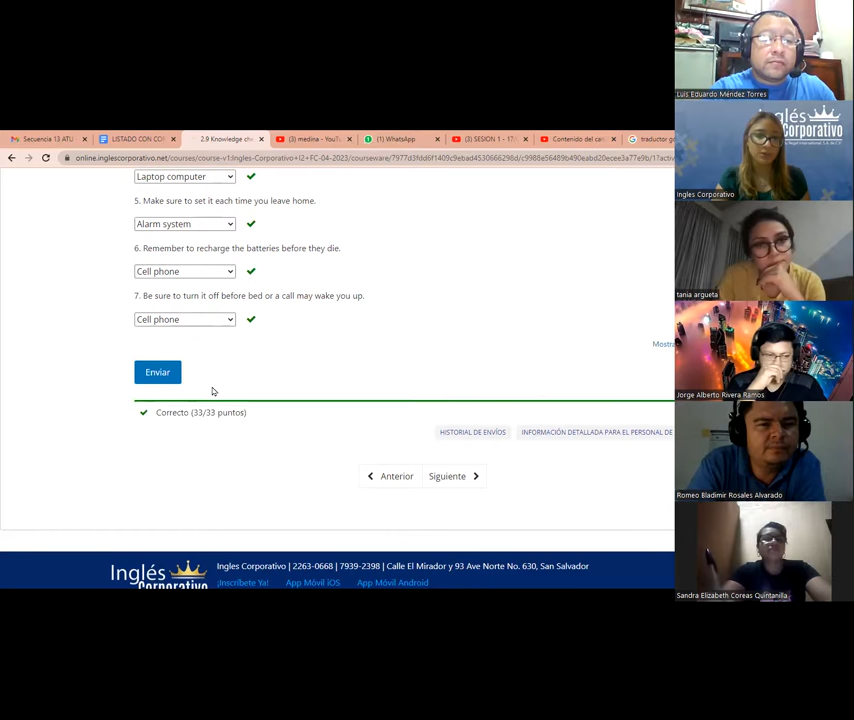 Luis Eduardo Méndez Torres
Inglés
Corporativo
Ingles Corporativo
tania argueta
Jorge Alberto Rivera Ramos
Romeo Bladimir Rosales Alvarado
Sandra Elizabeth Coreas Quintanilla
Secuencia 13 ATU
LISTADO CON COR
2.9 Knowledge che
(3) medina - YouTu
(1) WhatsApp
(3) SESION 1 - 17/
Contenido del car
traductor go
online.inglescorporativo.net/courses/course-v1:Ingles-Corporativo+I2+FC-04-2023/courseware/7977d3fdd6f1409c9ebad4530666298d/c9988e56489b490eabd20ecee3a77e9b/1?activ
Laptop computer
5. Make sure to set it each time you leave home.
Alarm system
6. Remember to recharge the batteries before they die.
Cell phone
7. Be sure to turn it off before bed or a call may wake you up.
Cell phone
Mostra
Enviar
Correcto (33/33 puntos)
HISTORIAL DE ENVÍOS
INFORMACIÓN DETALLADA PARA EL PERSONAL DE
Anterior
Siguiente
Inglés
Corporativo
Ingles Corporativo | 2263-0668 | 7939-2398 | Calle El Mirador y 93 Ave Norte No. 630, San Salvador
¡Inscríbete Ya! App Móvil iOS App Móvil Android